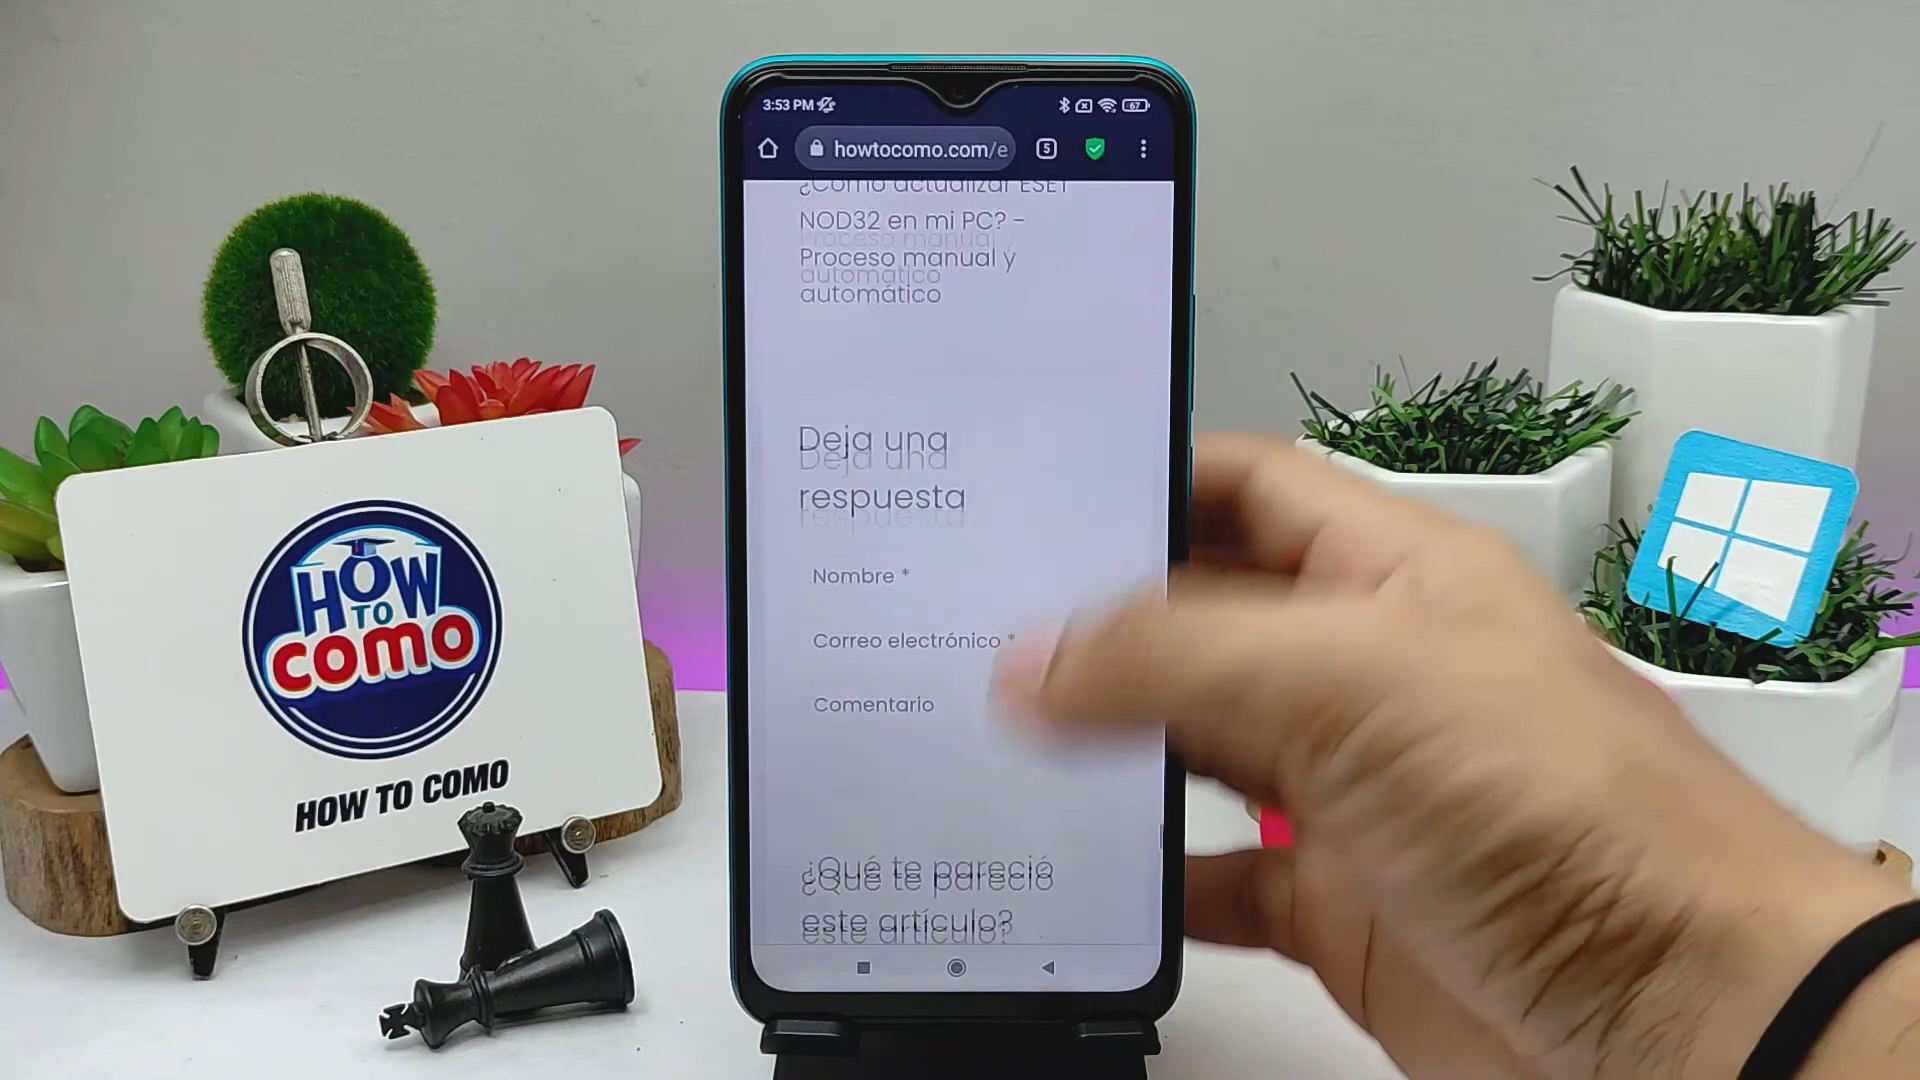 3:53 PM
67
howtocomo.com/e
5
¿Cómo actualizar ESET
NOD32 en mi PC? -
Proceso manual y
automático
Deja una
respuesta
Nombre *
Correo electrónico *
Comentario
¿Qué te pareció
este artículo?
HOW
TO
como
HOW TO COMO